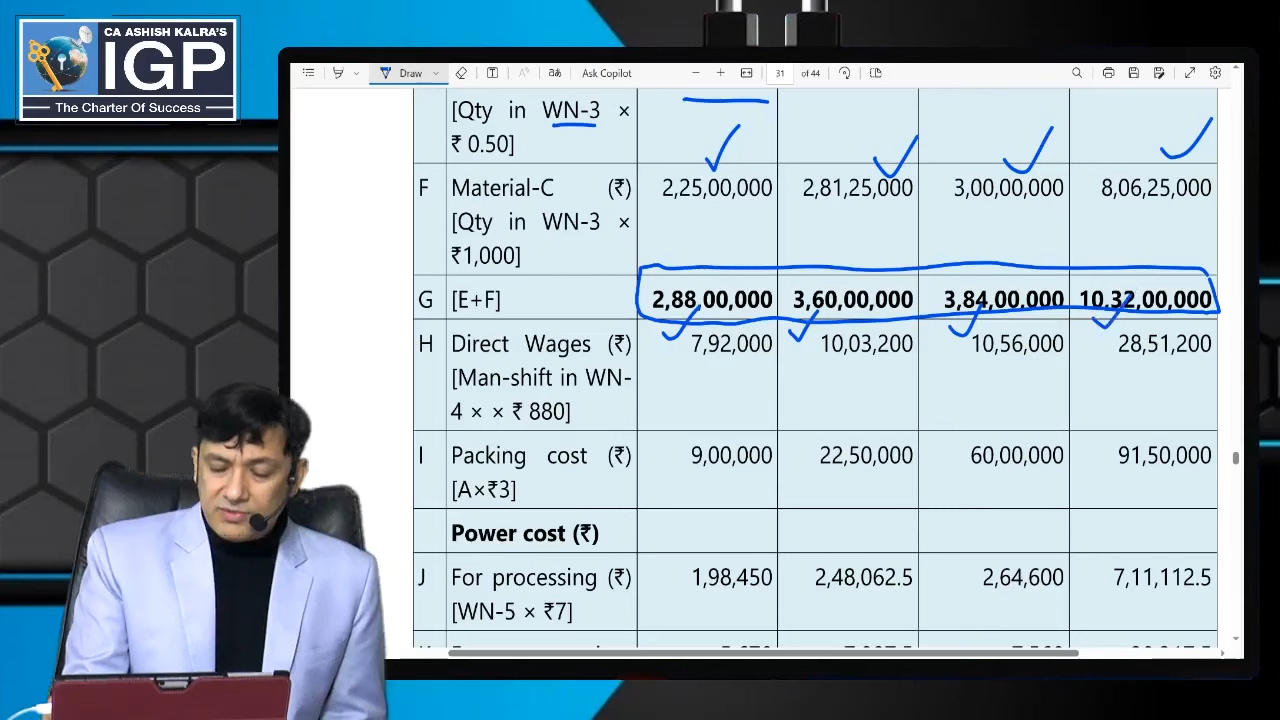 CA ASHISH KALRA'S
IGP
The Charter Of Success
Draw
Ask Copilot
31 of 44
[Qty in WN-3 ×
₹ 0.50]
F Material-C (₹) 2,25,00,000 2,81,25,000 3,00,00,000 8,06,25,000
[Qty in WN-3 ×
₹1,000]
G [E+F] 2,88,00,000 3,60,00,000 3,84,00,000 10,32,00,000
H Direct Wages (₹) 7,92,000 10,03,200 10,56,000 28,51,200
[Man-shift in WN-
4 × × ₹ 880]
I Packing cost (₹) 9,00,000 22,50,000 60,00,000 91,50,000
[A×₹3]
Power cost (₹)
J For processing (₹) 1,98,450 2,48,062.5 2,64,600 7,11,112.5
[WN-5 × ₹7]